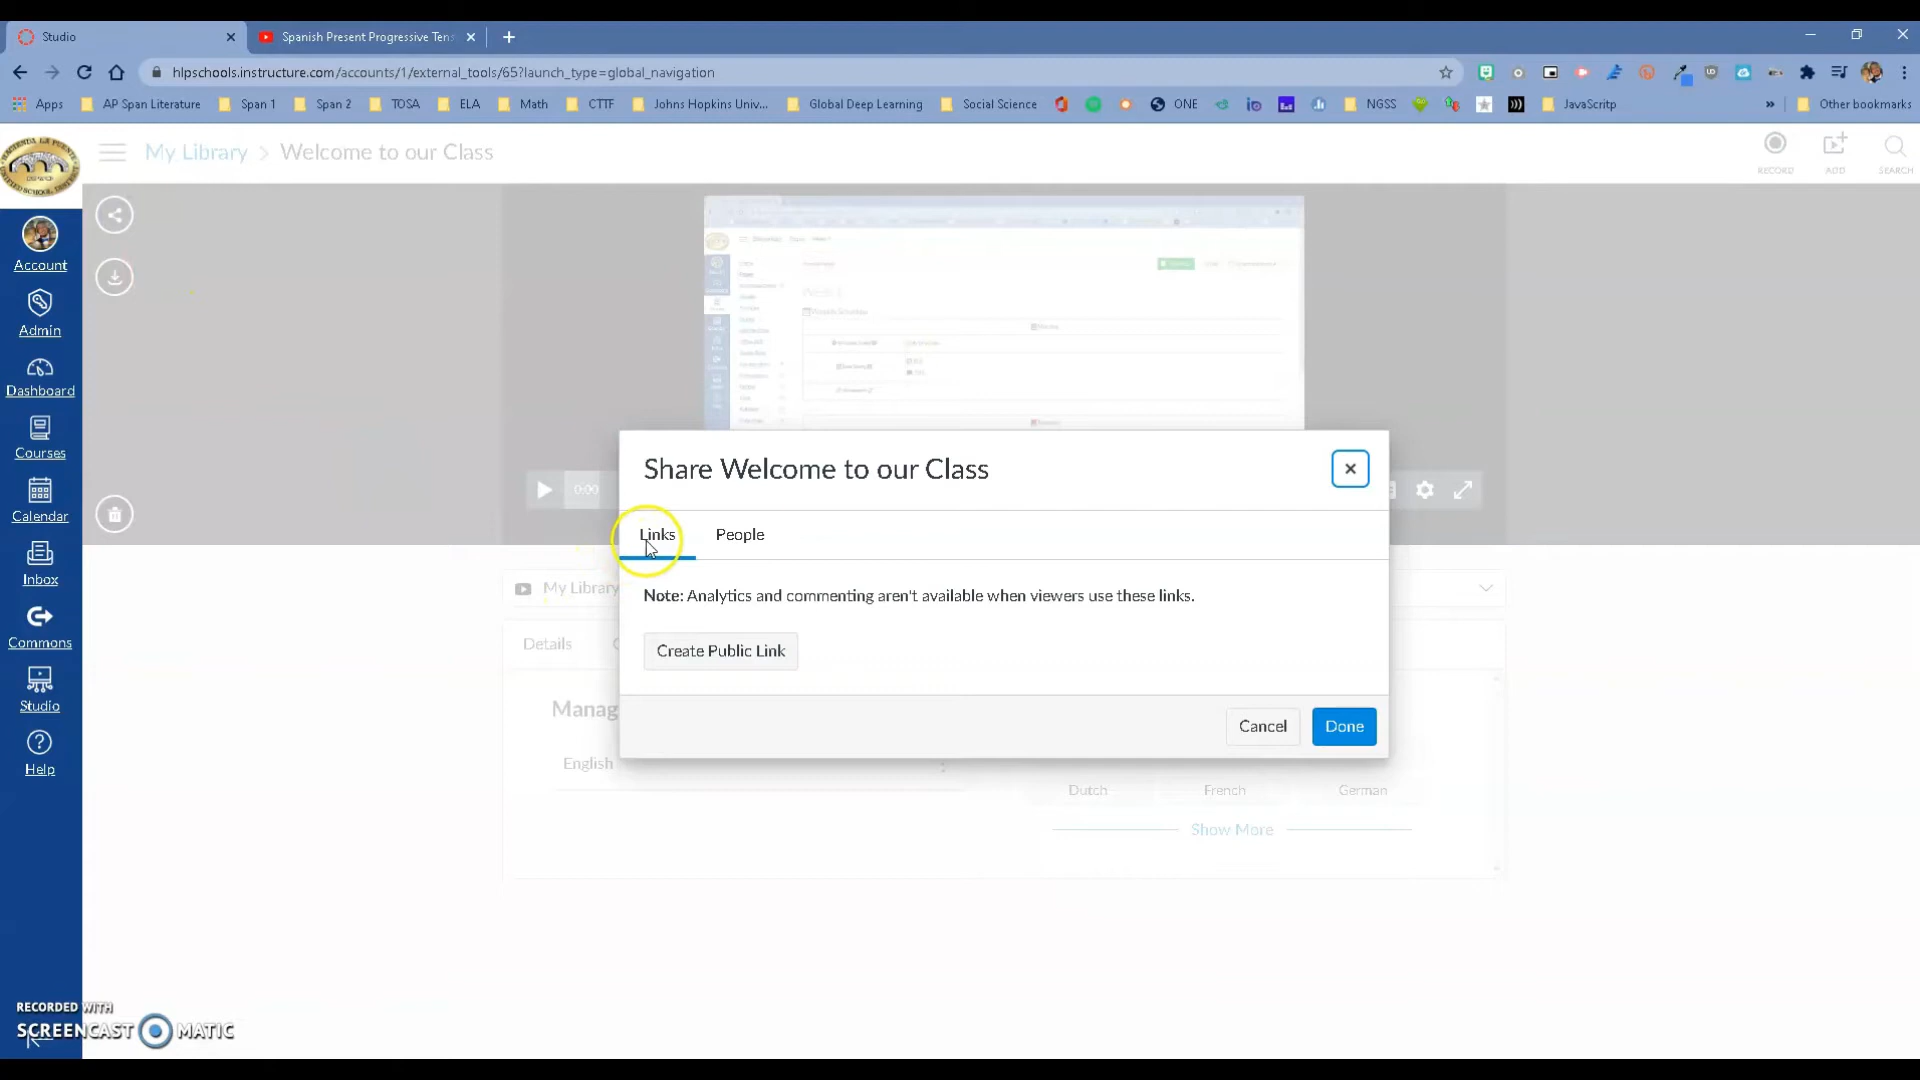 Studio
Spanish Present Progressive Tens
hlpschools.instructure.com/accounts/1/external_tools/65?launch_type=global_navigation
Apps
AP Span Literature
Span 1
Span 2
TOSA
ELA
Math
CTTF
Johns Hopkins Univ...
Global Deep Learning
Social Science
ONE
NGSS
JavaScritp
»
Other bookmarks
My Library > Welcome to our Class
RECORD
ADD
SEARCH
Account
Admin
Dashboard
Courses
Calendar
Inbox
Commons
Studio
Help
0:00
Share Welcome to our Class
Links
People
Note: Analytics and commenting aren't available when viewers use these links.
Create Public Link
Cancel
Done
My Library
Details
Manag
English
Dutch
French
German
Show More
RECORDED WITH
SCREENCAST MATIC